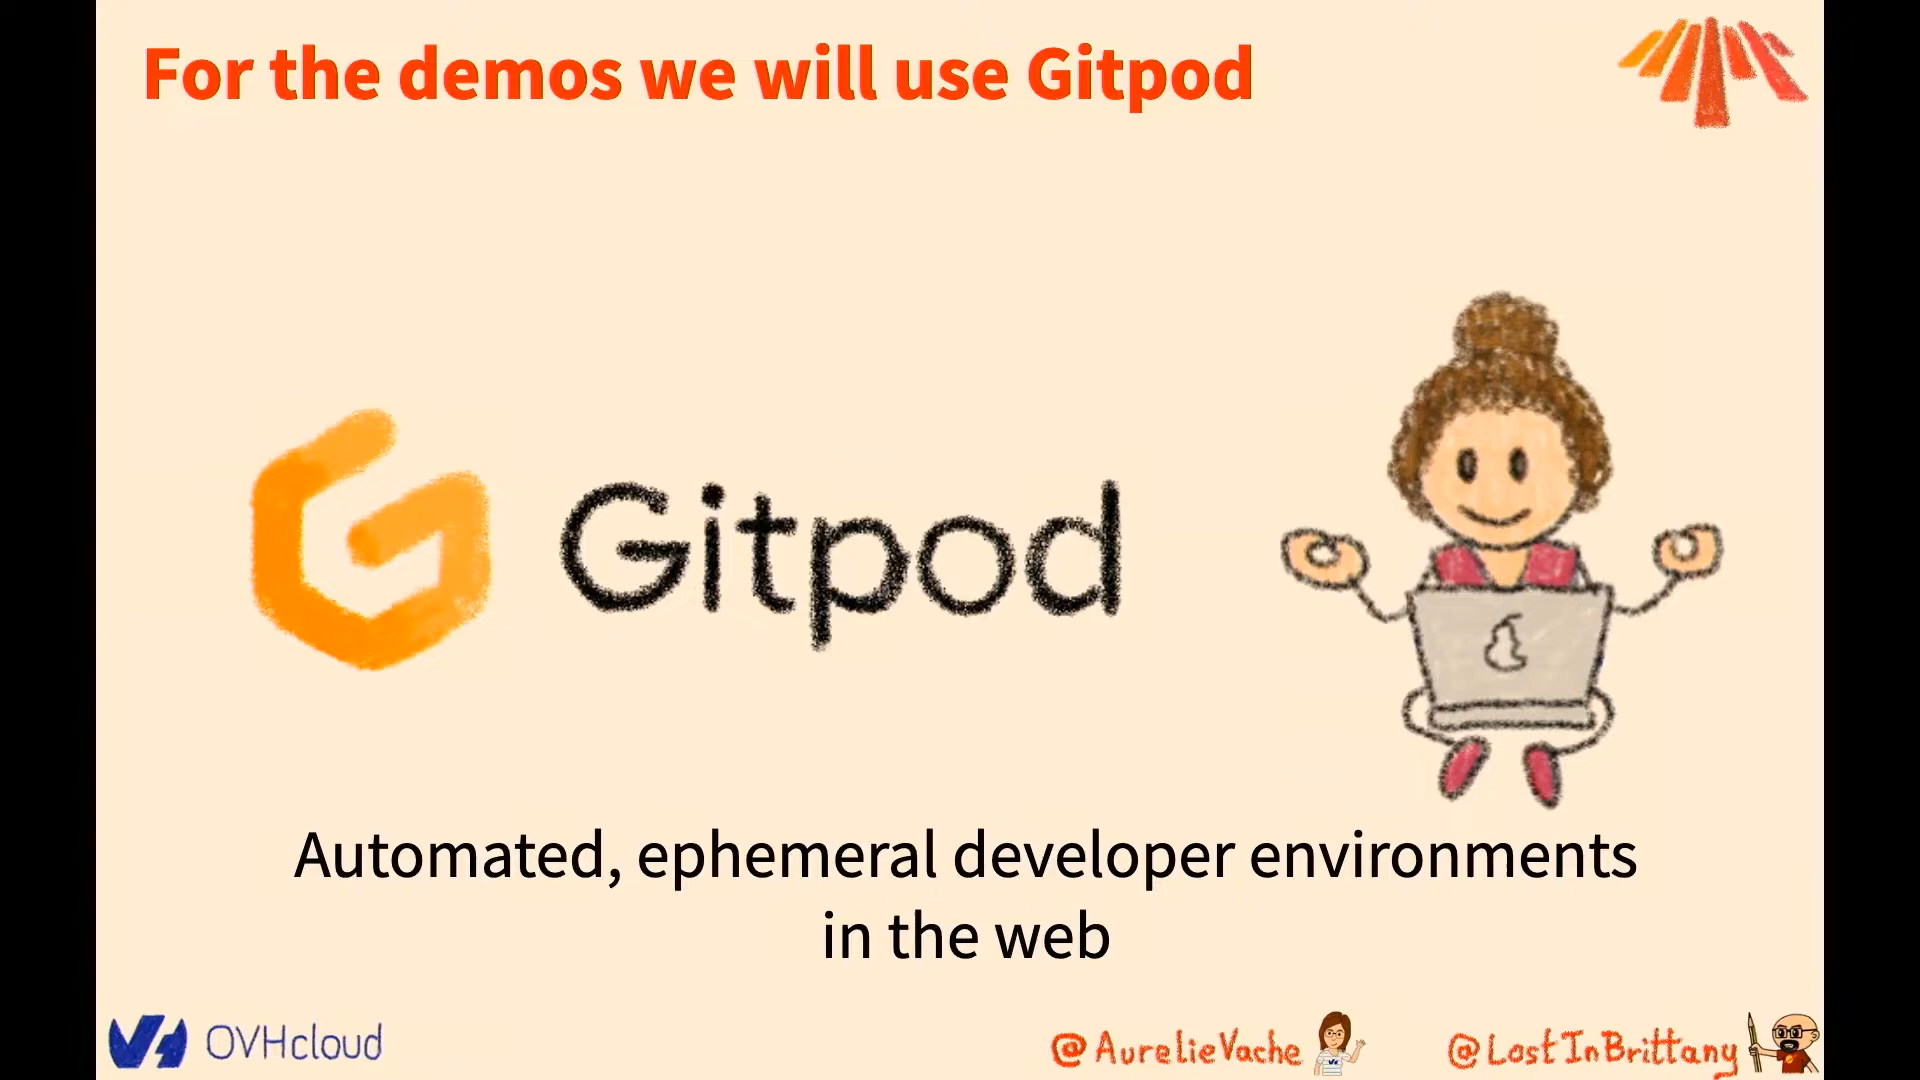 For the demos we will use Gitpod
Gitpod
Automated, ephemeral developer environments
in the web
OVHcloud
@AurelieVache
@LostInBrittany